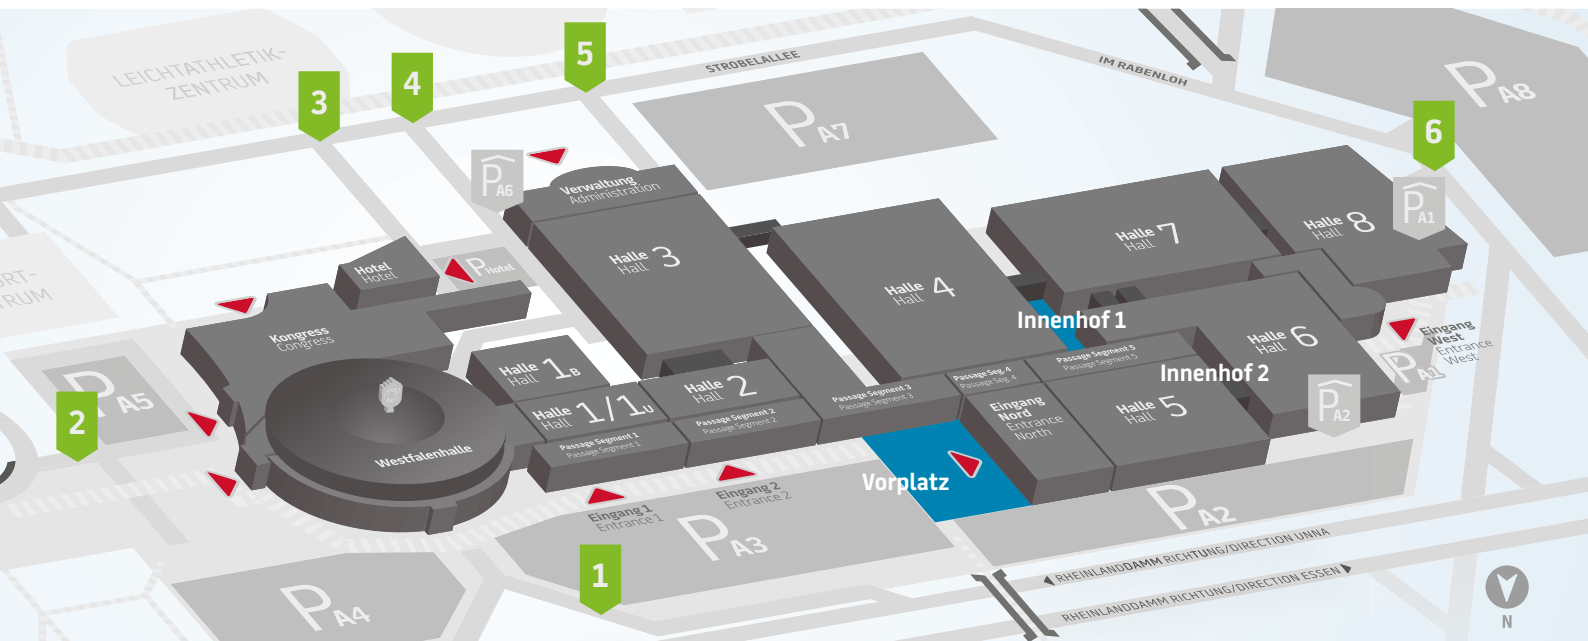 LEICHTATHLETIK-
ZENTRUM
3
4
5
STROBELALLEE
IM RABENLOH
P A7
P A8
6
P A6
P A1
Verwaltung
Administration
Halle
Hall 3
Halle
Hall 4
Halle
Hall 7
Halle
Hall 8
Hotel
Hotel
P Hotel
RT-
RUM
Kongress
Congress
Innenhof 1
Eingang
West
Entrance
West
P A1
Halle
Hall 6
Halle
Hall 1B
Halle
Hall 1/1U
Halle
Hall 2
Passage Segment 5
Passage Segment 5
Passage Seg. 4
Passage Seg. 4
Passage Segment 3
Passage Segment 3
Innenhof 2
P A5
2
Eingang
Nord
Entrance
North
Halle
Hall 5
P A2
Passage Segment 2
Passage Segment 2
Passage Segment 1
Passage Segment 1
Westfalenhalle
Vorplatz
Eingang 2
Entrance 2
Eingang 1
Entrance 1
P A3
P A2
1
P A4
RHEINLANDDAMM RICHTUNG/DIRECTION UNNA
RHEINLANDDAMM RICHTUNG/DIRECTION ESSEN
N